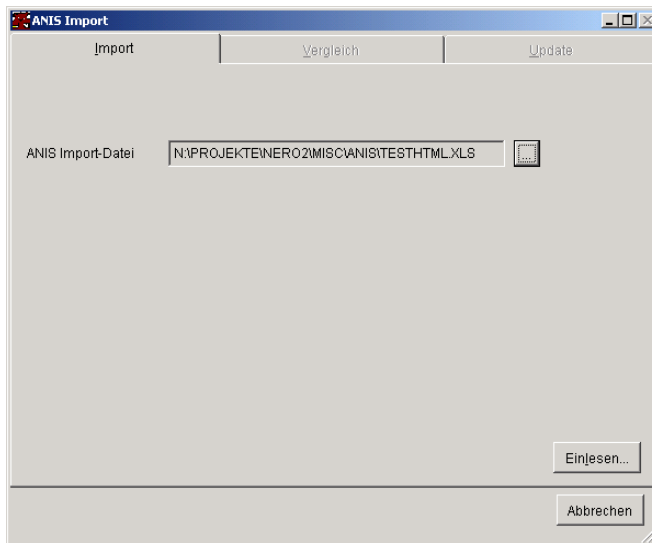 ANIS Import
Import Vergleich Update
ANIS Import-Datei N:\PROJEKTE\NERO2\MISC\ANIS\TESTHTML.XLS ...
Einlesen...
Abbrechen